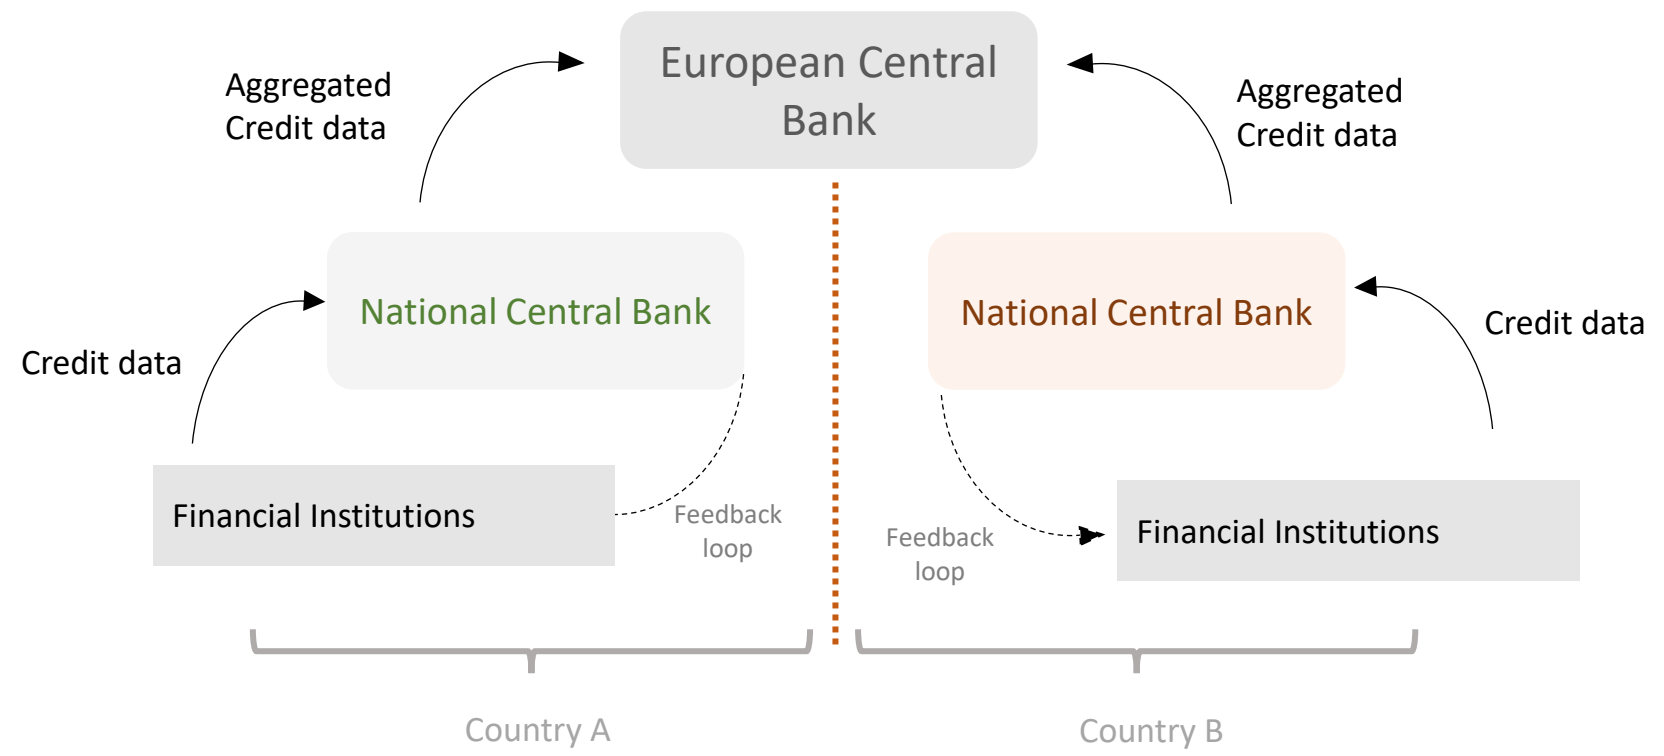 European Central
Bank
Aggregated
Credit data
Aggregated
Credit data
National Central Bank
National Central Bank
Credit data
Credit data
Financial Institutions
Feedback
loop
Feedback
loop
Financial Institutions
Country A
Country B